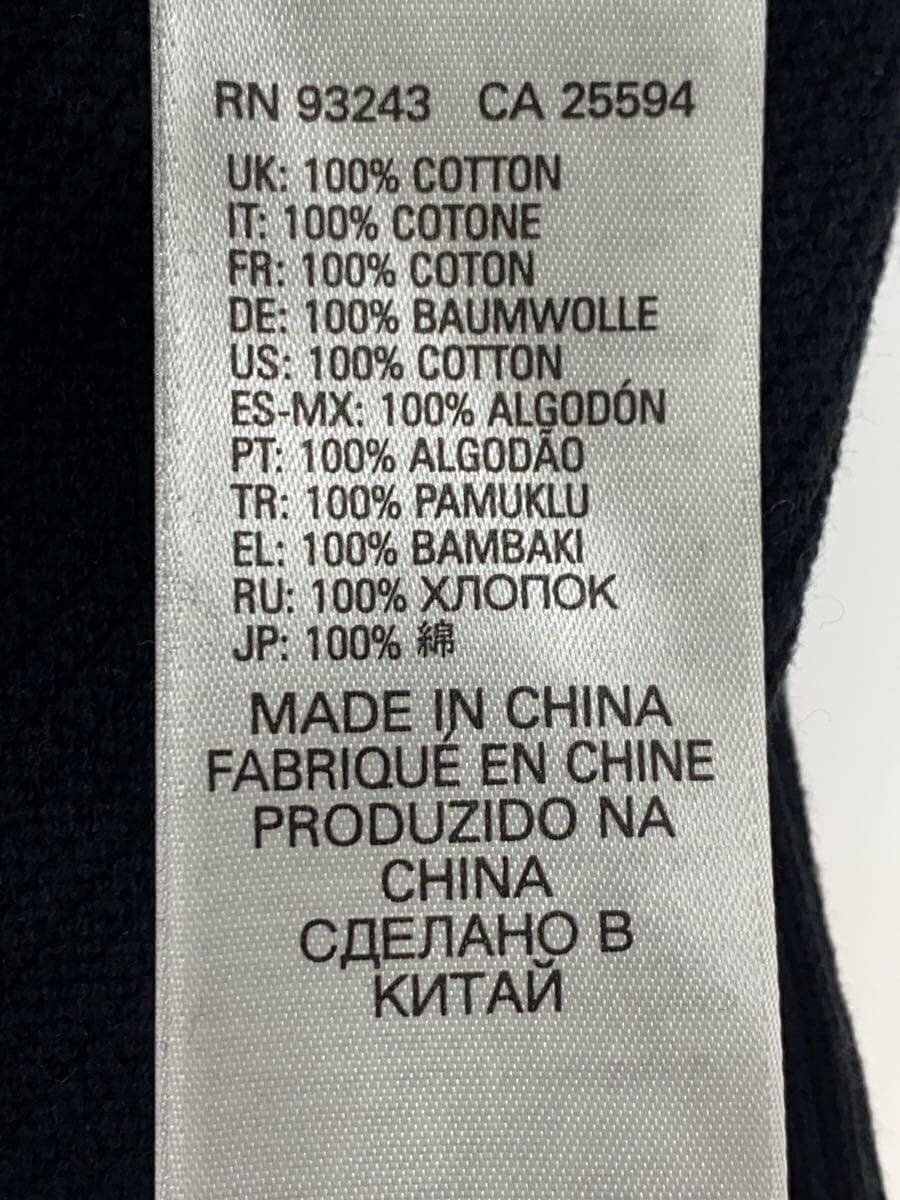 RN 93243 CA 25594
UK: 100% COTTON
IT: 100% COTONE
FR: 100% COTON
DE: 100% BAUMWOLLE
US: 100% COTTON
ES-MX: 100% ALGODÓN
PT: 100% ALGODÃO
TR: 100% PAMUKLU
EL: 100% BAMBAKI
RU: 100% ХЛОПОК
JP: 100% 綿
MADE IN CHINA
FABRIQUÉ EN CHINE
PRODUZIDO NA
CHINA
СДЕЛАНО В
КИТАЙ